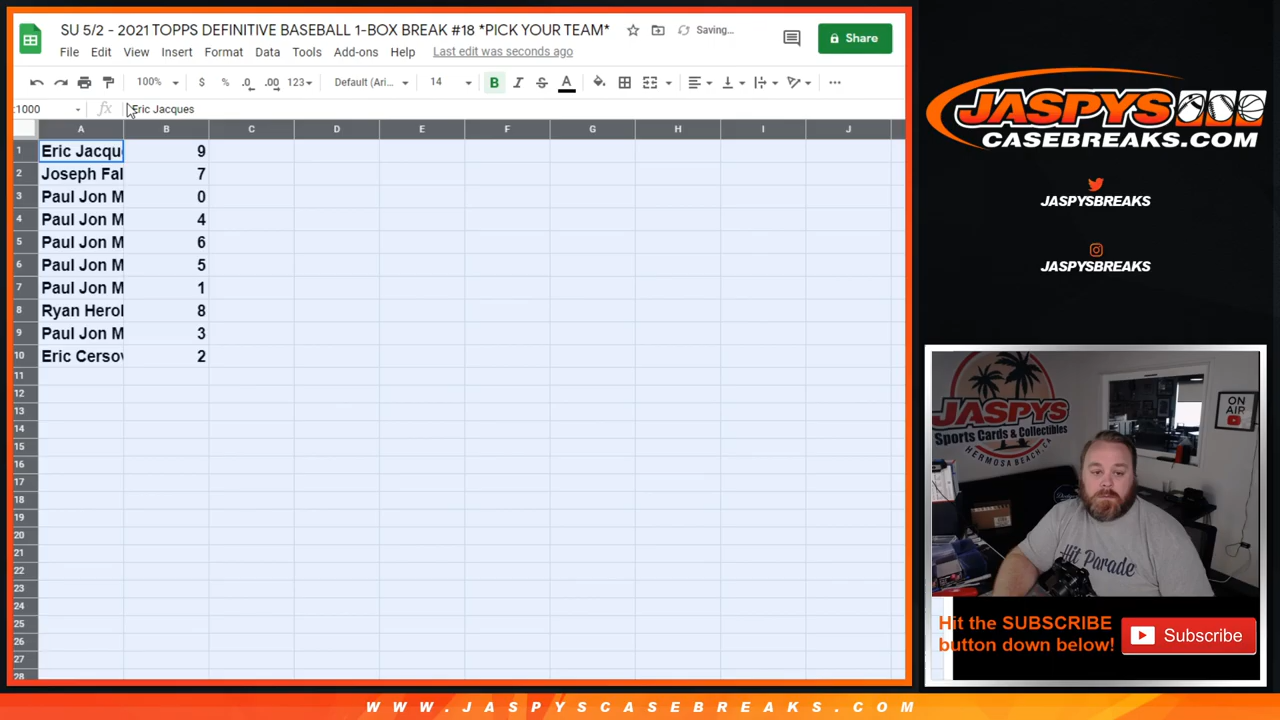 SU 5/2 - 2021 TOPPS DEFINITIVE BASEBALL 1-BOX BREAK #18 *PICK YOUR TEAM*
Saving...
Share
File Edit View Insert Format Data Tools Add-ons Help Last edit was seconds ago
100% $ % .0 .00 123 Default (Ari... 14 B I S A
:1000 fx Eric Jacques
A B C D E F G H I J
1 Eric Jacqu 9
2 Joseph Fal 7
3 Paul Jon M 0
4 Paul Jon M 4
5 Paul Jon M 6
6 Paul Jon M 5
7 Paul Jon M 1
8 Ryan Herol 8
9 Paul Jon M 3
10 Eric Cersov 2
11
12
13
14
15
16
17
18
19
20
21
22
23
24
25
26
27
28
JASPYS
CASEBREAKS.COM
JASPYSBREAKS
JASPYSBREAKS
JASPYS
Sports Cards & Collectibles
HERMOSA BEACH, CA
ON
AIR
Hit Parade
Hit the SUBSCRIBE
button down below!
Subscribe
WWW.JASPYSCASEBREAKS.COM